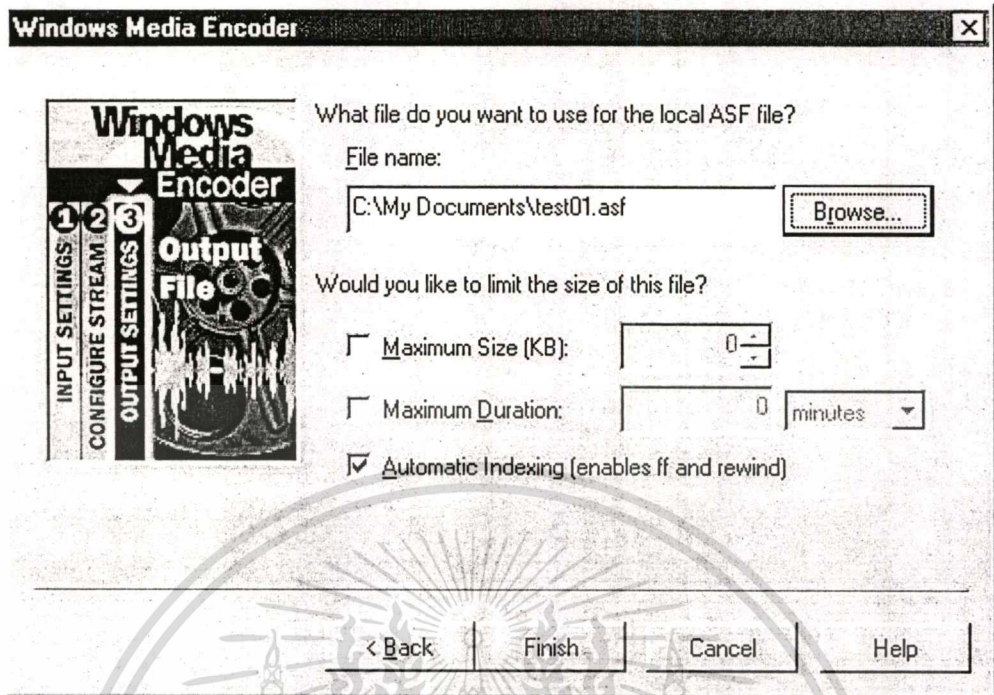 Windows Media Encoder
Windows
Media
Encoder
1 2 3
INPUT SETTINGS
CONFIGURE STREAM
OUTPUT SETTINGS
Output
File
What file do you want to use for the local ASF file?
File name:
C:\My Documents\test01.asf
Browse...
Would you like to limit the size of this file?
Maximum Size (KB):
0
Maximum Duration:
0
minutes
Automatic Indexing (enables ff and rewind)
< Back
Finish
Cancel
Help